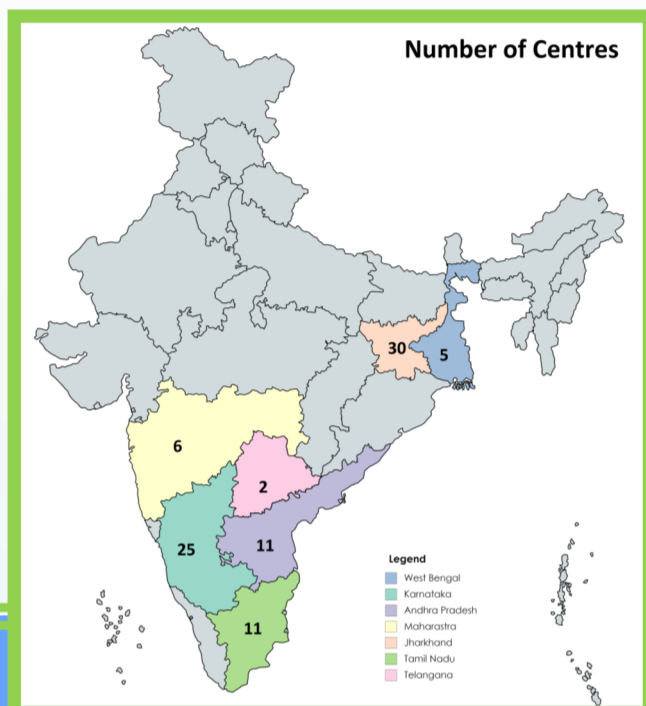 Number of Centres
30
5
6
2
25
11
11
Legend
West Bengal
Karnataka
Andhra Pradesh
Maharastra
Jharkhand
Tamil Nadu
Telangana